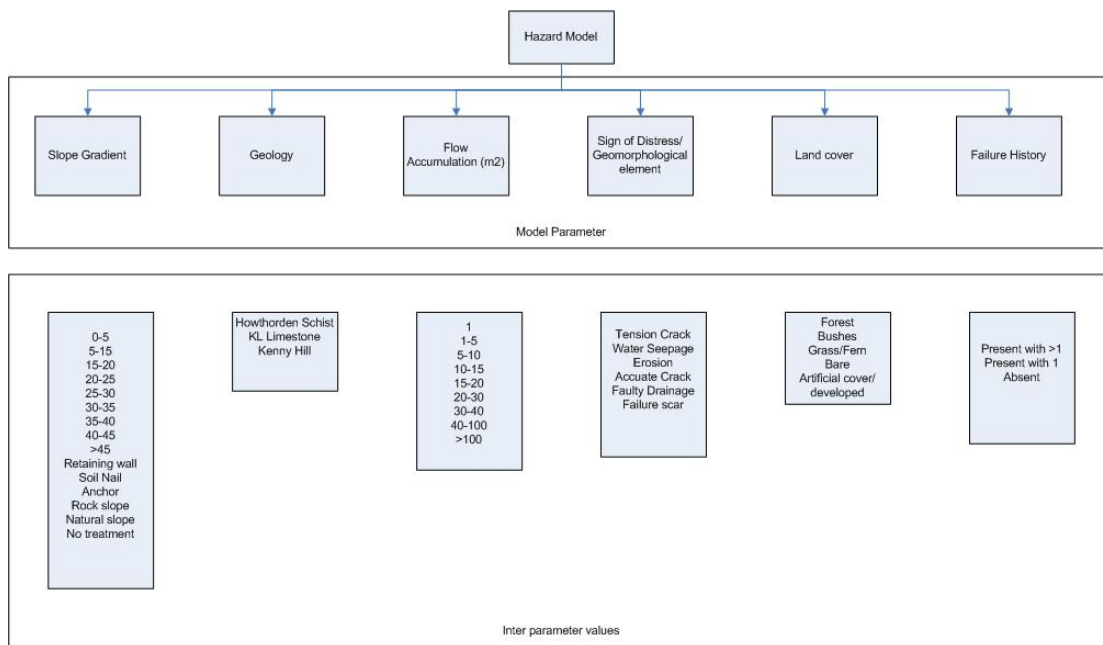 Hazard Model
Slope Gradient
Geology
Flow
Accumulation (m2)
Sign of Distress/
Geomorphological
element
Land cover
Failure History
Model Parameter
0-5
5-15
15-20
20-25
25-30
30-35
35-40
40-45
>45
Retaining wall
Soil Nail
Anchor
Rock slope
Natural slope
No treatment
Howthorden Schist
KL Limestone
Kenny Hill
1
1-5
5-10
10-15
15-20
20-30
30-40
40-100
>100
Tension Crack
Water Seepage
Erosion
Accuate Crack
Faulty Drainage
Failure scar
Forest
Bushes
Grass/Fern
Bare
Artificial cover/
developed
Present with >1
Present with 1
Absent
Inter parameter values